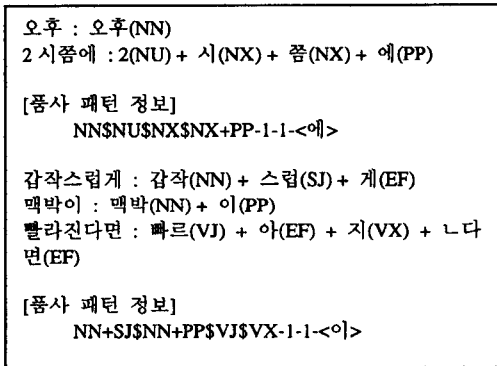 오후 : 오후(NN)
2 시쯤에 : 2(NU) + 시(NX) + 쯤(NX) + 에(PP)
[품사 패턴 정보]
NN$NU$NX$NX+PP-1-1-<에>
갑작스럽게 : 갑작(NN) + 스럽(SJ) + 게(EF)
맥박이 : 맥박(NN) + 이(PP)
빨라진다면 : 빠르(VJ) + 아(EF) + 지(VX) + ㄴ다
면(EF)
[품사 패턴 정보]
NN+SJ$NN+PP$VJ$VX-1-1-<이>